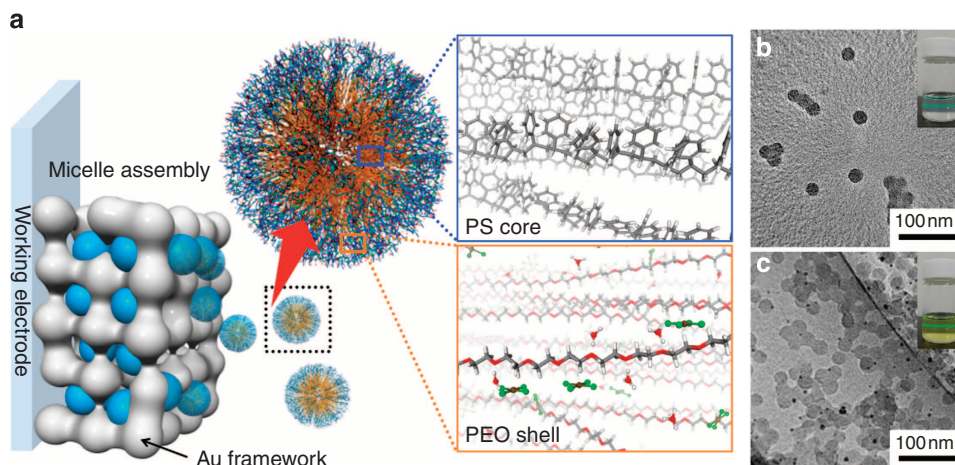 a
Micelle assembly
Working electrode
Au framework
PS core
PEO shell
b
100 nm
c
100 nm